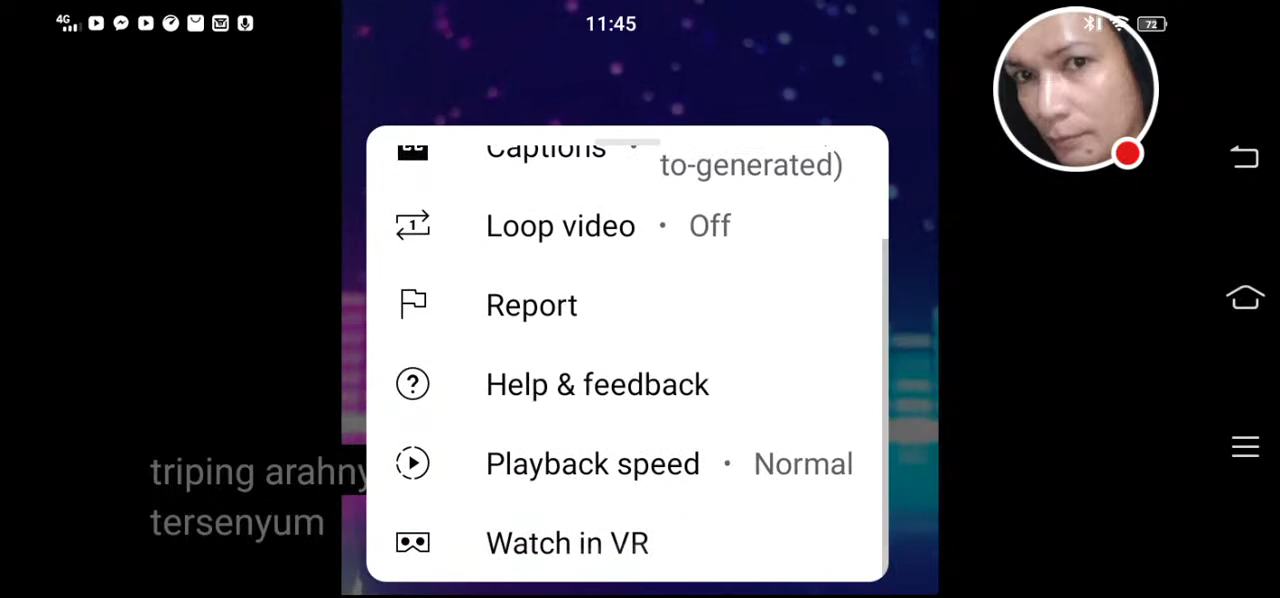 4G
11:45
72
Captions •
to-generated)
Loop video • Off
Report
Help & feedback
Playback speed • Normal
Watch in VR
triping arahny
tersenyum